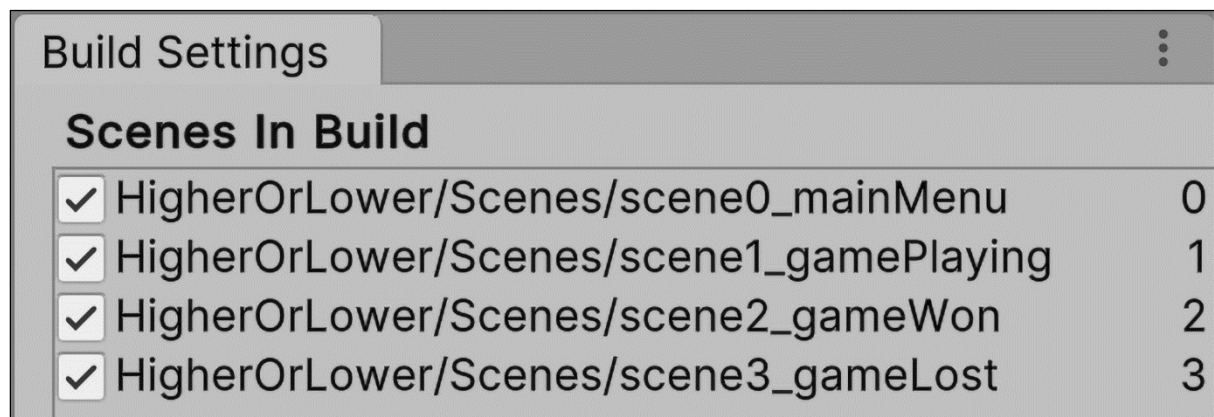 Build Settings
Scenes In Build
HigherOrLower/Scenes/scene0_mainMenu 0
HigherOrLower/Scenes/scene1_gamePlaying 1
HigherOrLower/Scenes/scene2_gameWon 2
HigherOrLower/Scenes/scene3_gameLost 3